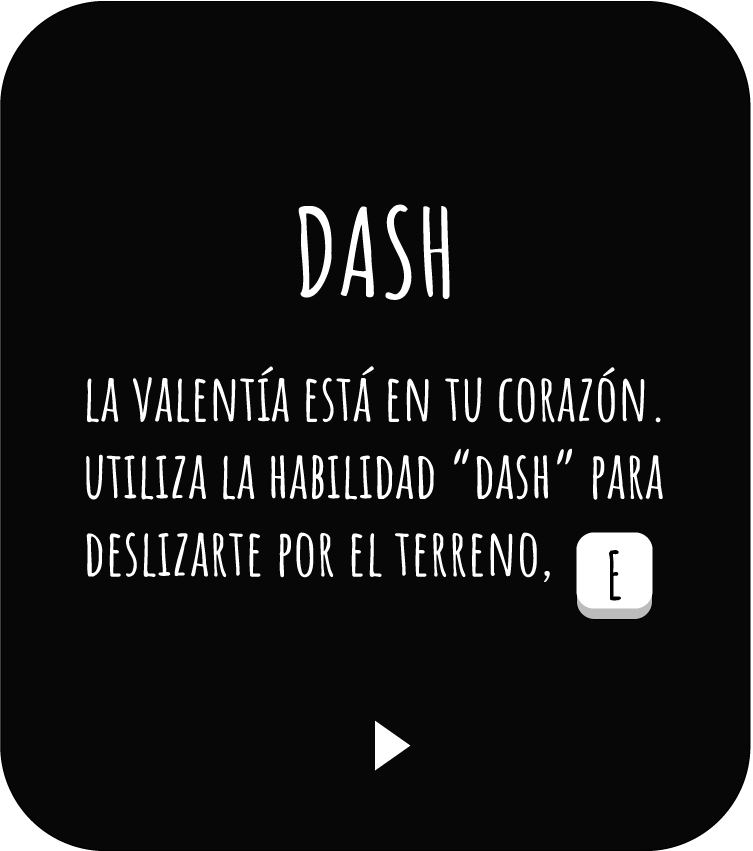 DASH
LA VALENTÍA ESTÁ EN TU CORAZÓN.
UTILIZA LA HABILIDAD “DASH” PARA
DESLIZARTE POR EL TERRENO, E